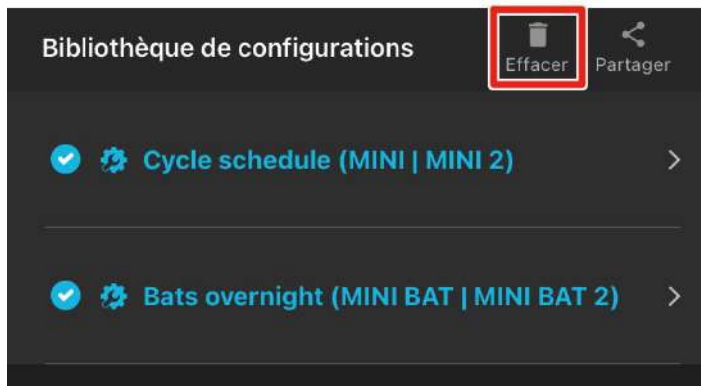 Bibliothèque de configurations
Effacer
Partager
Cycle schedule (MINI | MINI 2)
Bats overnight (MINI BAT | MINI BAT 2)